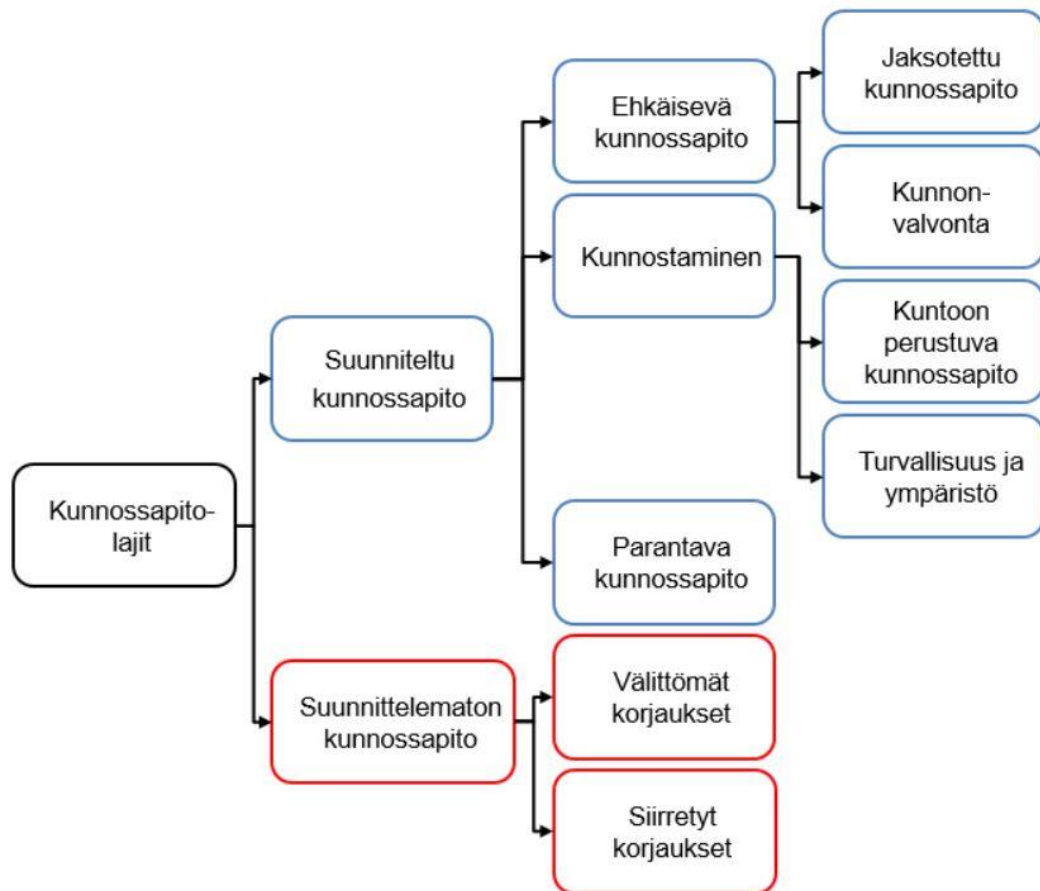 Kunnossapito-
lajit
Suunniteltu
kunnossapito
Ehkäisevä
kunnossapito
Jaksotettu
kunnossapito
Kunnon-
valvonta
Kunnostaminen
Kuntoon
perustuva
kunnossapito
Turvallisuus ja
ympäristö
Parantava
kunnossapito
Suunnittelematon
kunnossapito
Välittömät
korjaukset
Siirretyt
korjaukset